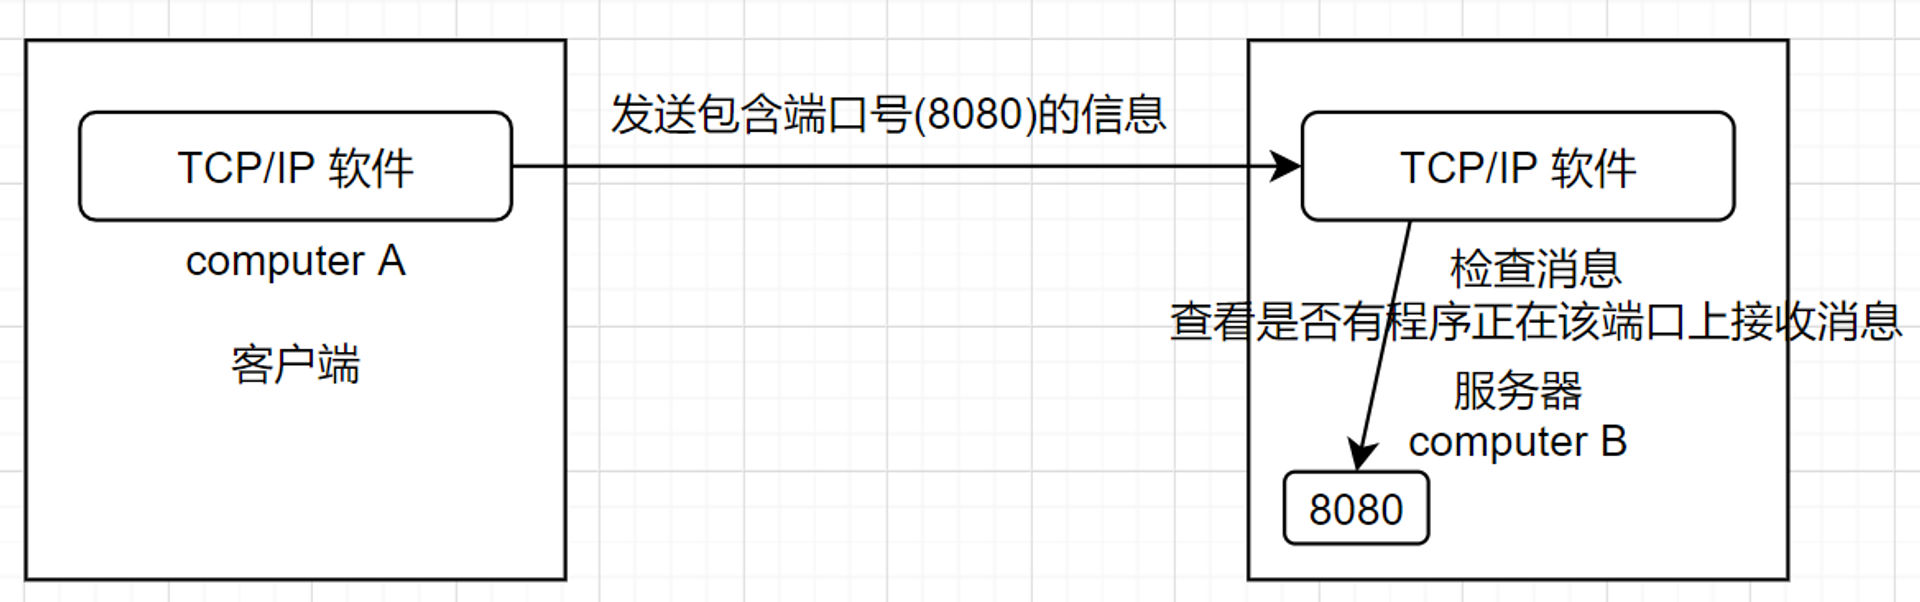 TCP/IP 软件
computer A
客户端
发送包含端口号(8080)的信息
TCP/IP 软件
检查消息
查看是否有程序正在该端口上接收消息
服务器
computer B
8080